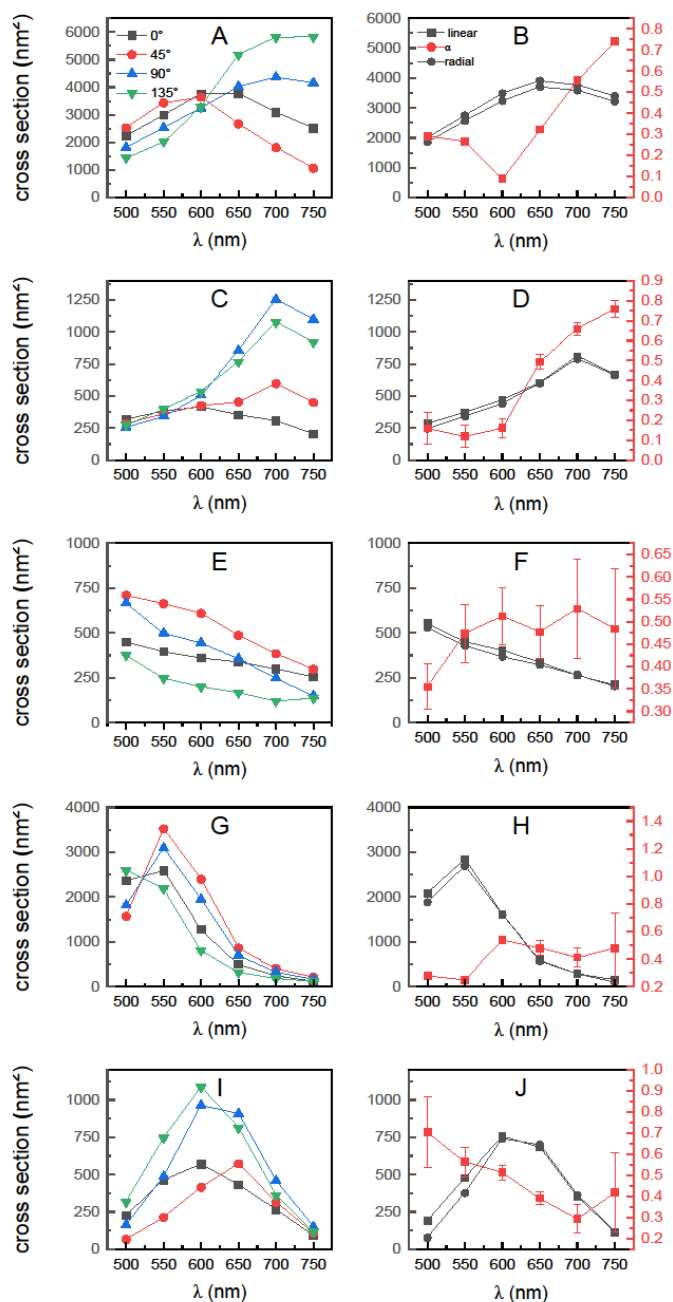 6000
5000
4000
3000
2000
1000
0
A
0°
45°
90°
135°
500 550 600 650 700 750
λ (nm)
cross section (nm²)
6000
5000
4000
3000
2000
1000
0
B
linear
α
radial
0.8
0.7
0.6
0.5
0.4
0.3
0.2
0.1
0.0
500 550 600 650 700 750
λ (nm)
1250
1000
750
500
250
0
C
500 550 600 650 700 750
λ (nm)
cross section (nm²)
1250
1000
750
500
250
0
D
0.9
0.8
0.7
0.6
0.5
0.4
0.3
0.2
0.1
0.0
500 550 600 650 700 750
λ (nm)
1000
750
500
250
0
E
500 550 600 650 700 750
λ (nm)
cross section (nm²)
1000
750
500
250
0
F
0.65
0.60
0.55
0.50
0.45
0.40
0.35
0.30
500 550 600 650 700 750
λ (nm)
4000
3000
2000
1000
0
G
500 550 600 650 700 750
λ (nm)
cross section (nm²)
4000
3000
2000
1000
0
H
1.4
1.2
1.0
0.8
0.6
0.4
0.2
500 550 600 650 700 750
λ (nm)
1000
750
500
250
0
I
500 550 600 650 700 750
λ (nm)
cross section (nm²)
1000
750
500
250
0
J
1.0
0.9
0.8
0.7
0.6
0.5
0.4
0.3
0.2
500 550 600 650 700 750
λ (nm)